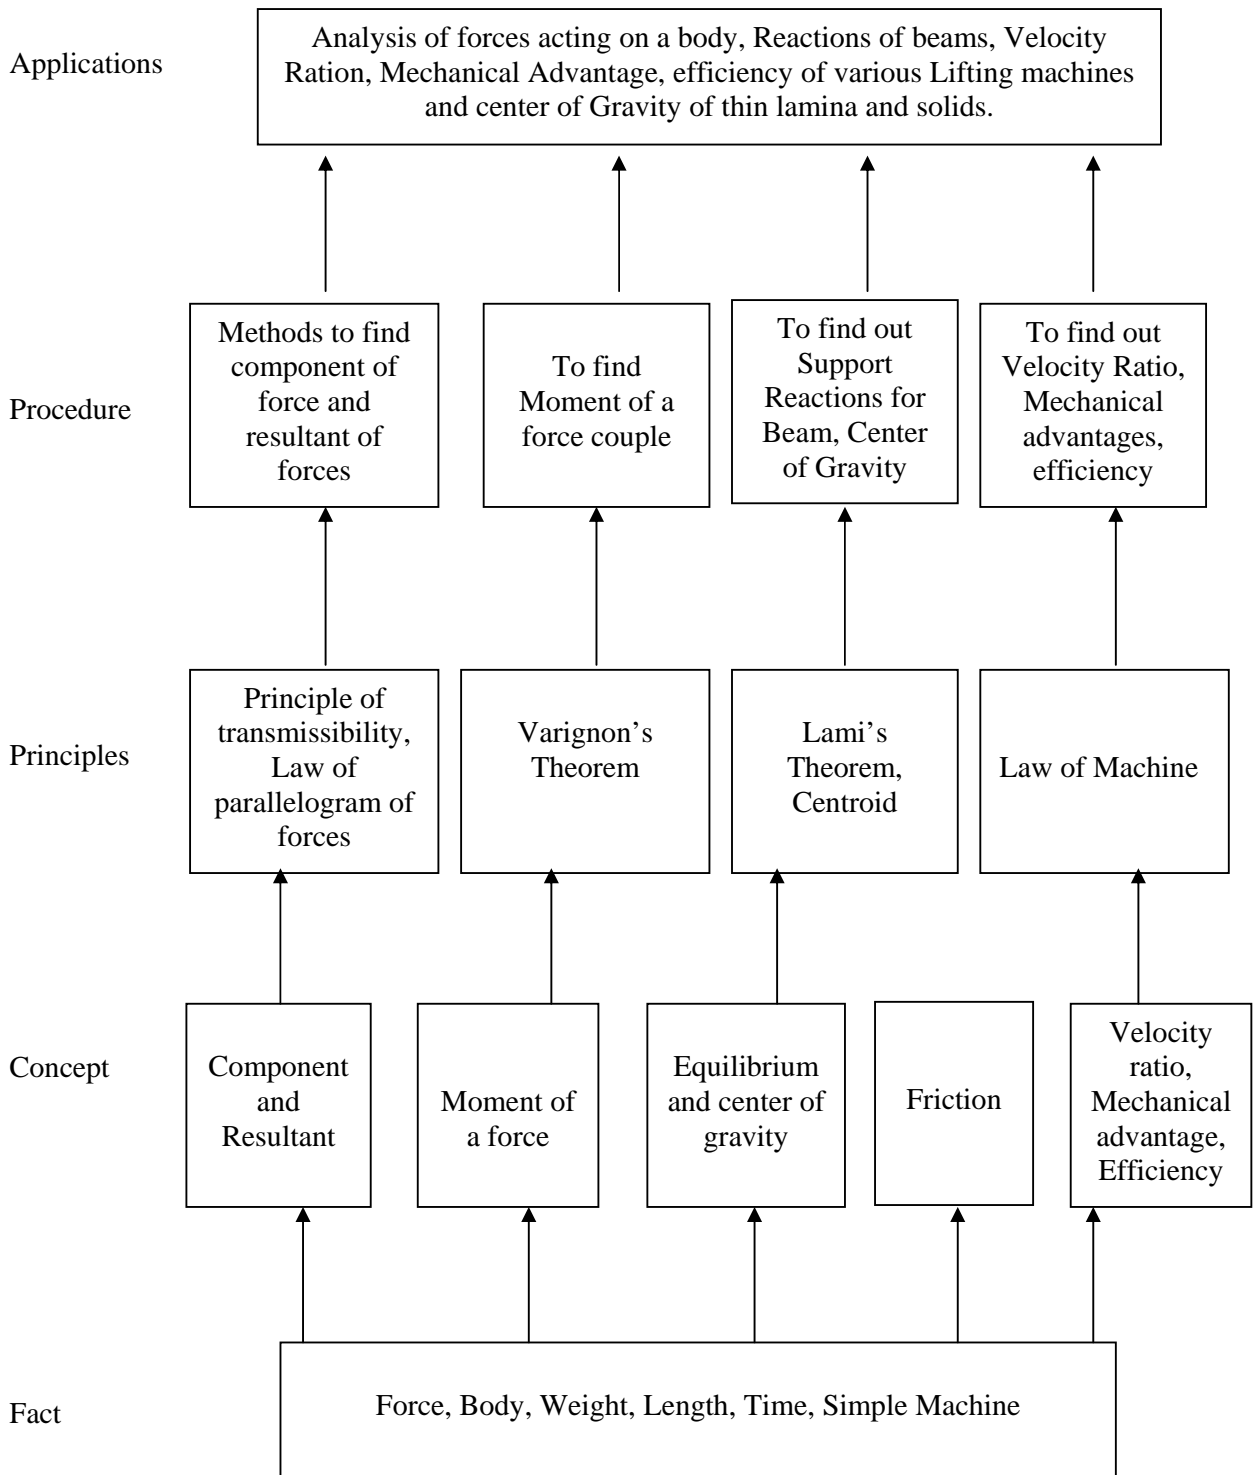 Applications
Analysis of forces acting on a body, Reactions of beams, Velocity
Ration, Mechanical Advantage, efficiency of various Lifting machines
and center of Gravity of thin lamina and solids.
Procedure
Methods to find
component of
force and
resultant of
forces
To find
Moment of a
force couple
To find out
Support
Reactions for
Beam, Center
of Gravity
To find out
Velocity Ratio,
Mechanical
advantages,
efficiency
Principles
Principle of
transmissibility,
Law of
parallelogram of
forces
Varignon’s
Theorem
Lami’s
Theorem,
Centroid
Law of Machine
Concept
Component
and
Resultant
Moment of
a force
Equilibrium
and center of
gravity
Friction
Velocity
ratio,
Mechanical
advantage,
Efficiency
Fact
Force, Body, Weight, Length, Time, Simple Machine